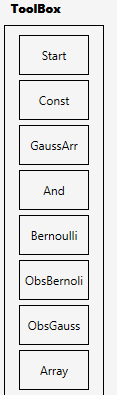 ToolBox
Start
Const
GaussArr
And
Bernoulli
ObsBernoli
ObsGauss
Array